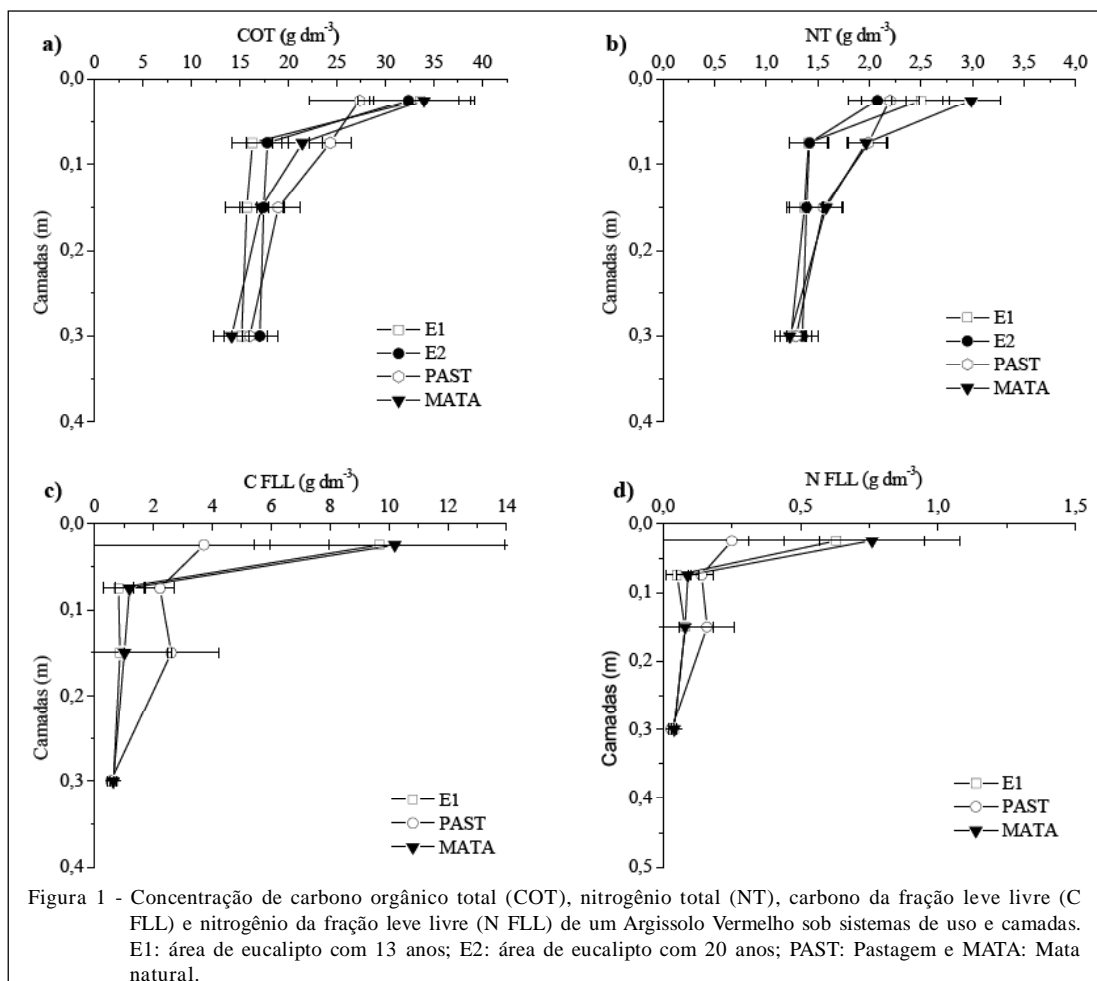 a)
COT (g dm-3)
0 5 10 15 20 25 30 35 40
0,0
0,1
0,2
0,3
0,4
Camadas (m)
E1
E2
PAST
MATA
b)
NT (g dm-3)
0,0 0,5 1,0 1,5 2,0 2,5 3,0 3,5 4,0
0,0
0,1
0,2
0,3
0,4
Camadas (m)
E1
E2
PAST
MATA
c)
C FLL (g dm-3)
0 2 4 6 8 10 12 14
0,0
0,1
0,2
0,3
0,4
Camadas (m)
E1
PAST
MATA
d)
N FLL (g dm-3)
0,0 0,5 1,0 1,5
0,0
0,1
0,2
0,3
0,4
0,5
Camadas (m)
E1
PAST
MATA
Figura 1 - Concentração de carbono orgânico total (COT), nitrogênio total (NT), carbono da fração leve livre (C
FLL) e nitrogênio da fração leve livre (N FLL) de um Argissolo Vermelho sob sistemas de uso e camadas.
E1: área de eucalipto com 13 anos; E2: área de eucalipto com 20 anos; PAST: Pastagem e MATA: Mata
natural.